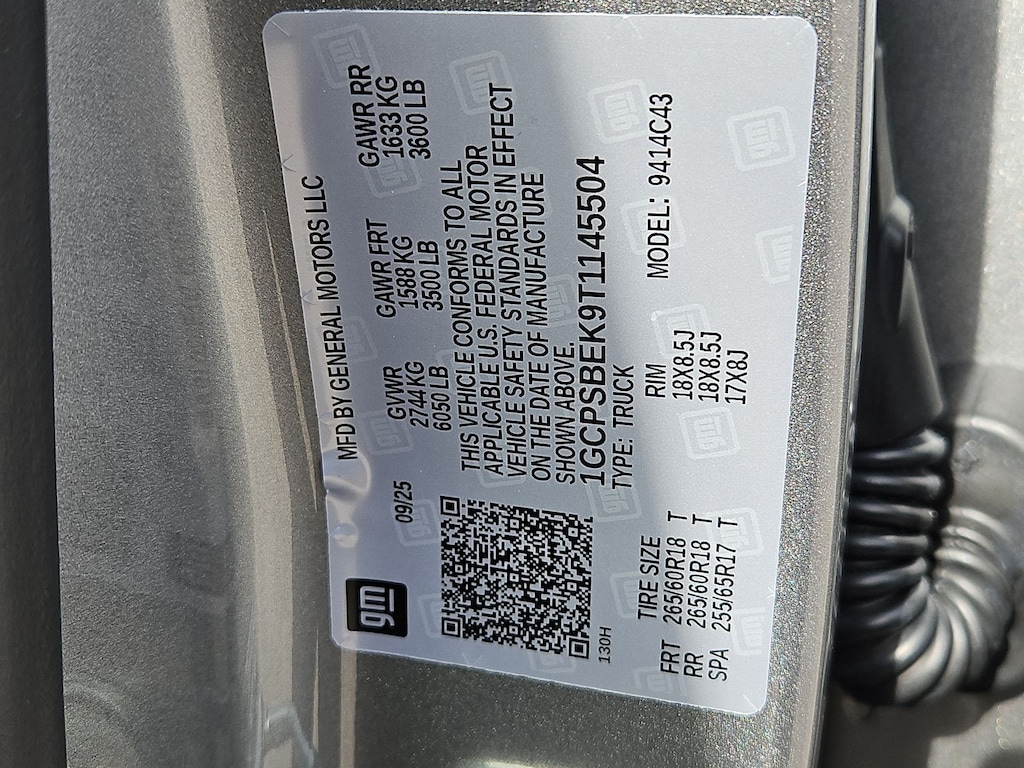 gm
MFD BY GENERAL MOTORS LLC
09/25
GVWR GAWR FRT GAWR RR
2744 KG 1588 KG 1633 KG
6050 LB 3500 LB 3600 LB
THIS VEHICLE CONFORMS TO ALL
APPLICABLE U.S. FEDERAL MOTOR
VEHICLE SAFETY STANDARDS IN EFFECT
ON THE DATE OF MANUFACTURE
SHOWN ABOVE.
1GCPSBEK9T1145504
TYPE: TRUCK
130H
TIRE SIZE RIM MODEL: 9414C43
FRT 265/60R18 T 18X8.5J
RR 265/60R18 T 18X8.5J
SPA 255/65R17 T 17X8J